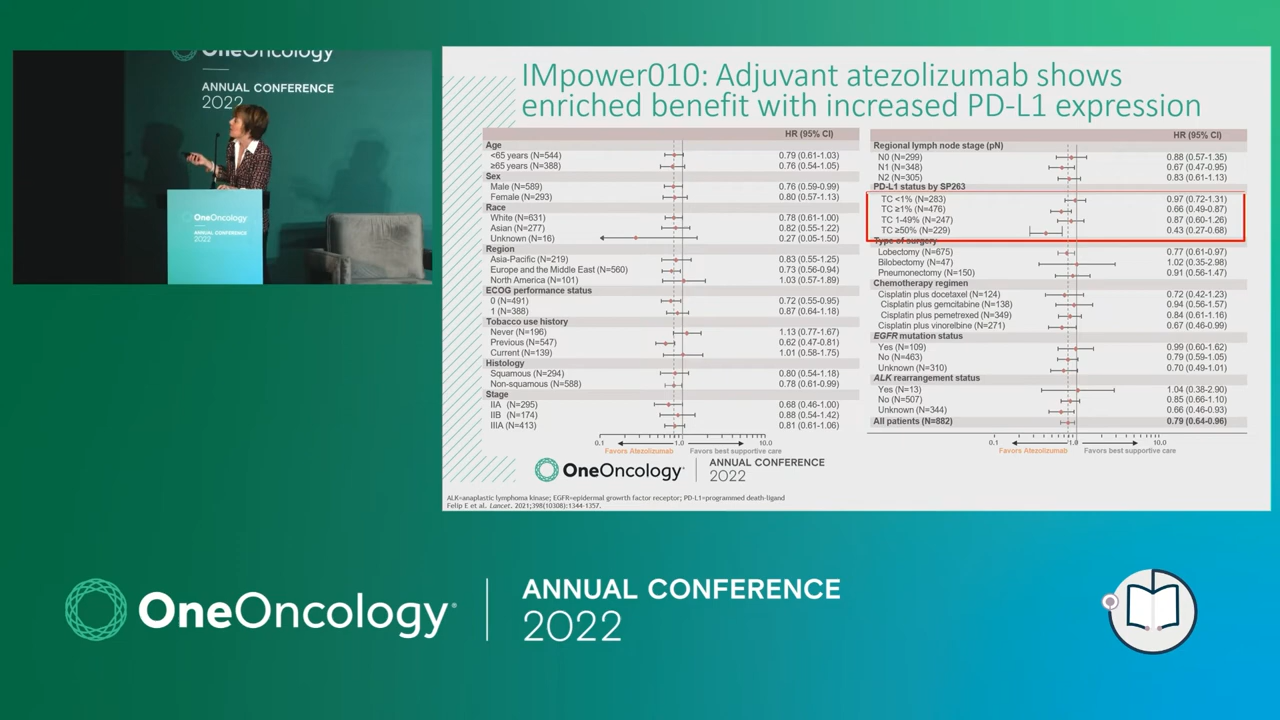 OneOncology
ANNUAL CONFERENCE
2022
OneOncology
ANNUAL CONFERENCE
2022
IMpower010: Adjuvant atezolizumab shows
enriched benefit with increased PD-L1 expression
HR (95% CI)
Age
<65 years (N=544) 0.79 (0.61-1.03)
≥65 years (N=388) 0.76 (0.54-1.05)
Sex
Male (N=589) 0.76 (0.59-0.99)
Female (N=293) 0.80 (0.57-1.13)
Race
White (N=631) 0.78 (0.61-1.00)
Asian (N=277) 0.82 (0.55-1.22)
Unknown (N=16) 0.27 (0.05-1.50)
Region
Asia-Pacific (N=219) 0.83 (0.55-1.25)
Europe and the Middle East (N=560) 0.73 (0.56-0.94)
North America (N=101) 1.03 (0.57-1.89)
ECOG performance status
0 (N=491) 0.72 (0.55-0.95)
1 (N=388) 0.87 (0.64-1.18)
Tobacco use history
Never (N=196) 1.13 (0.77-1.67)
Previous (N=547) 0.62 (0.47-0.81)
Current (N=139) 1.01 (0.58-1.75)
Histology
Squamous (N=294) 0.80 (0.54-1.18)
Non-squamous (N=588) 0.78 (0.61-0.99)
Stage
IIA (N=295) 0.68 (0.46-1.00)
IIB (N=174) 0.88 (0.54-1.42)
IIIA (N=413) 0.81 (0.61-1.06)
0.1 1.0 10.0
Favors Atezolizumab Favors best supportive care
HR (95% CI)
Regional lymph node stage (pN)
N0 (N=299) 0.88 (0.57-1.35)
N1 (N=348) 0.67 (0.47-0.95)
N2 (N=305) 0.83 (0.61-1.13)
PD-L1 status by SP263
TC <1% (N=283) 0.97 (0.72-1.31)
TC ≥1% (N=476) 0.66 (0.49-0.87)
TC 1-49% (N=247) 0.87 (0.60-1.26)
TC ≥50% (N=229) 0.43 (0.27-0.68)
Type of surgery
Lobectomy (N=675) 0.77 (0.61-0.97)
Bilobectomy (N=47) 1.02 (0.35-2.98)
Pneumonectomy (N=150) 0.91 (0.56-1.47)
Chemotherapy regimen
Cisplatin plus docetaxel (N=124) 0.72 (0.42-1.23)
Cisplatin plus gemcitabine (N=138) 0.94 (0.56-1.57)
Cisplatin plus pemetrexed (N=349) 0.84 (0.61-1.16)
Cisplatin plus vinorelbine (N=271) 0.67 (0.46-0.99)
EGFR mutation status
Yes (N=109) 0.99 (0.60-1.62)
No (N=463) 0.79 (0.59-1.05)
Unknown (N=310) 0.70 (0.49-1.01)
ALK rearrangement status
Yes (N=13) 1.04 (0.38-2.90)
No (N=507) 0.85 (0.66-1.10)
Unknown (N=344) 0.66 (0.46-0.93)
All patients (N=882) 0.79 (0.64-0.96)
0.1 1.0 10.0
Favors Atezolizumab Favors best supportive care
OneOncology ANNUAL CONFERENCE
2022
ALK=anaplastic lymphoma kinase; EGFR=epidermal growth factor receptor; PD-L1=programmed death-ligand
Felip E et al. Lancet. 2021;398(10308):1344-1357.
OneOncology
ANNUAL CONFERENCE
2022